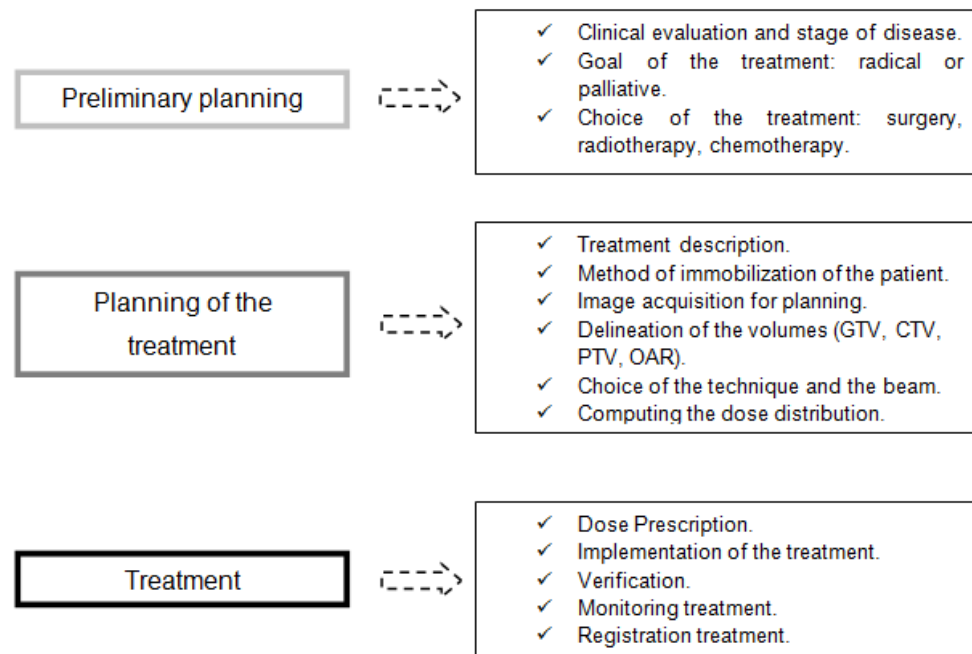 Preliminary planning
✓ Clinical evaluation and stage of disease.
✓ Goal of the treatment: radical or
palliative.
✓ Choice of the treatment: surgery,
radiotherapy, chemotherapy.
Planning of the
treatment
✓ Treatment description.
✓ Method of immobilization of the patient.
✓ Image acquisition for planning.
✓ Delineation of the volumes (GTV, CTV,
PTV, OAR).
✓ Choice of the technique and the beam.
✓ Computing the dose distribution.
Treatment
✓ Dose Prescription.
✓ Implementation of the treatment.
✓ Verification.
✓ Monitoring treatment.
✓ Registration treatment.